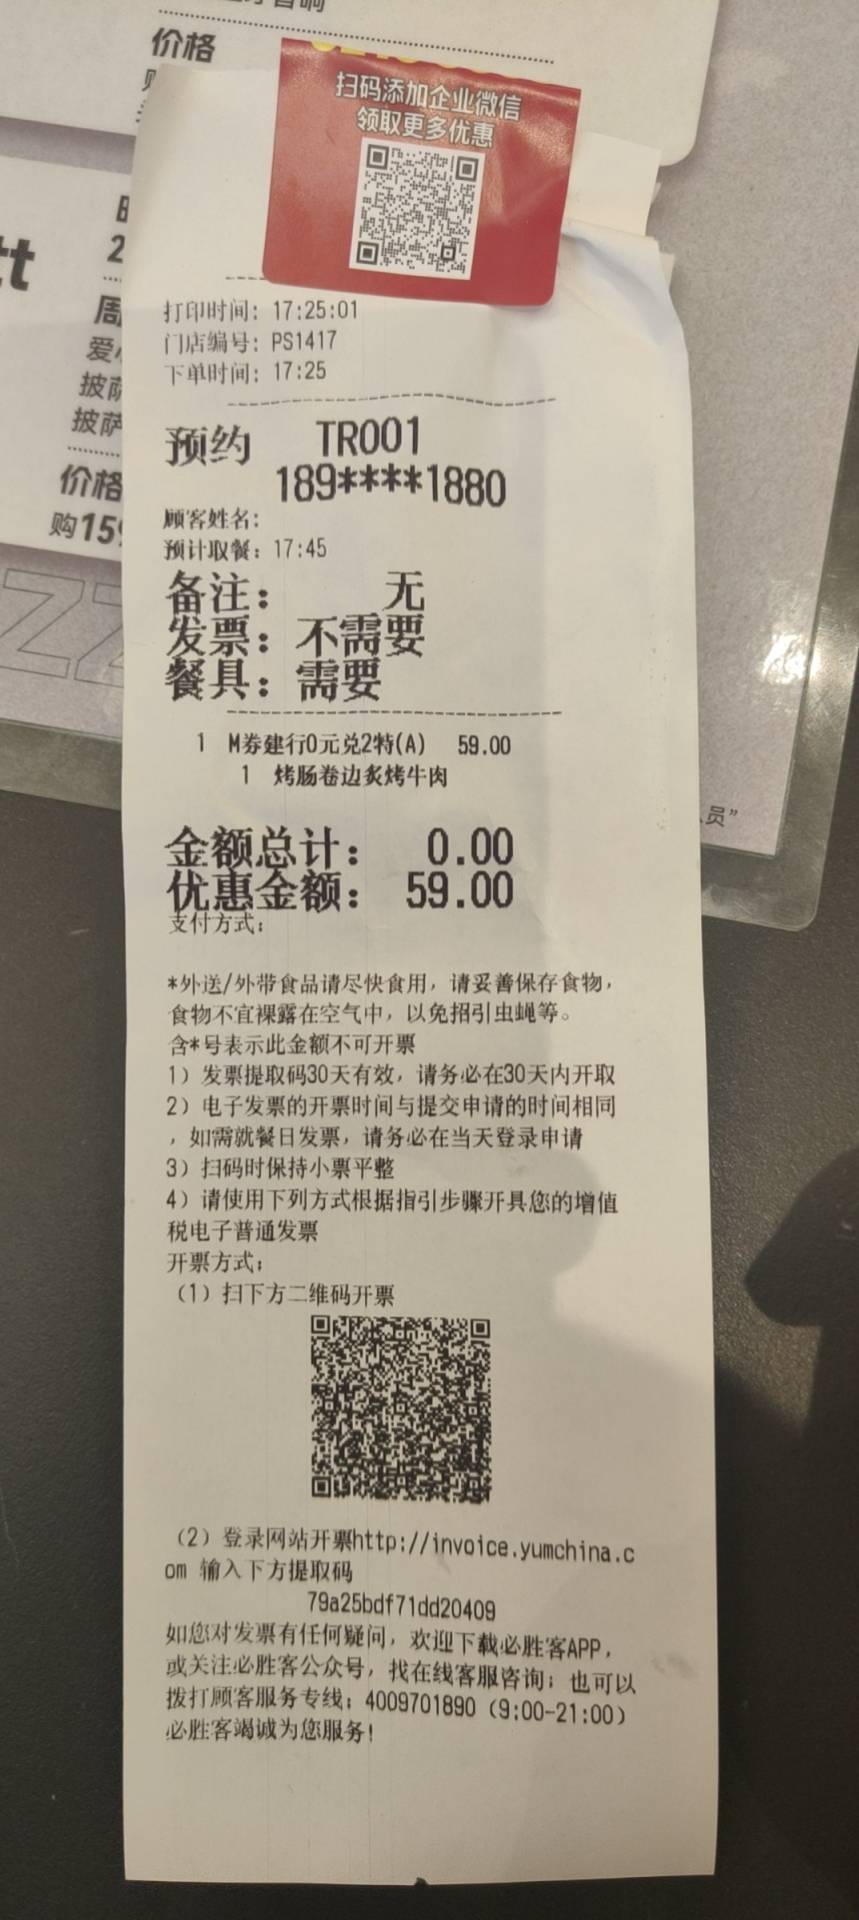 价格
扫码添加企业微信
领取更多优惠
打印时间: 17:25:01
门店编号: PS1417
下单时间: 17:25
预约 TR001
189****1880
顾客姓名:
预计取餐: 17:45
备注: 无
发票: 不需要
餐具: 需要
1 M券建行0元兑2特(A) 59.00
1 烤肠卷边炙烤牛肉
金额总计: 0.00
优惠金额: 59.00
支付方式:
*外送/外带食品请尽快食用，请妥善保存食物，
食物不宜裸露在空气中，以免招引虫蝇等。
含*号表示此金额不可开票
1）发票提取码30天有效，请务必在30天内开取
2）电子发票的开票时间与提交申请的时间相同
，如需就餐日发票，请务必在当天登录申请
3）扫码时保持小票平整
4）请使用下列方式根据指引步骤开具您的增值
税电子普通发票
开票方式:
（1）扫下方二维码开票
（2）登录网站开票http://invoice.yumchina.c
om 输入下方提取码
79a25bdf71dd20409
如您对发票有任何疑问，欢迎下载必胜客APP，
或关注必胜客公众号，找在线客服咨询；也可以
拨打顾客服务专线：4009701890（9:00-21:00）
必胜客竭诚为您服务！
tt
披萨
价格
购159
员”